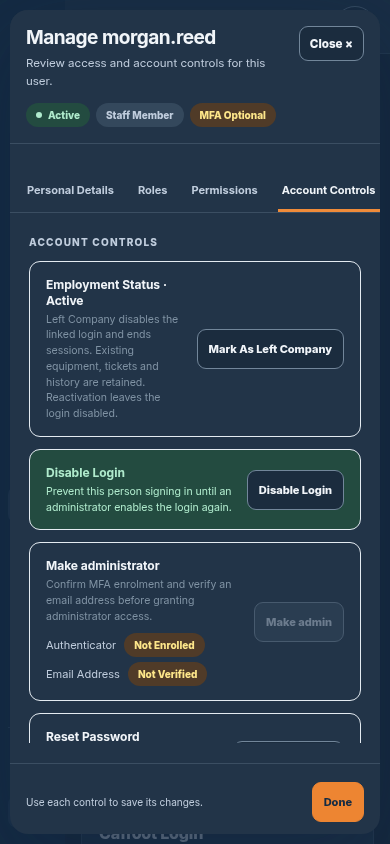 Manage morgan.reed
Close ×
Review access and account controls for this
user.
Active
Staff Member
MFA Optional
Personal Details
Roles
Permissions
Account Controls
ACCOUNT CONTROLS
Employment Status ·
Active
Left Company disables the
linked login and ends
sessions. Existing
equipment, tickets and
history are retained.
Reactivation leaves the
login disabled.
Mark As Left Company
Disable Login
Prevent this person signing in until an
administrator enables the login again.
Disable Login
Make administrator
Confirm MFA enrolment and verify an
email address before granting
administrator access.
Make admin
Authenticator
Not Enrolled
Email Address
Not Verified
Reset Password
Use each control to save its changes.
Done
Login